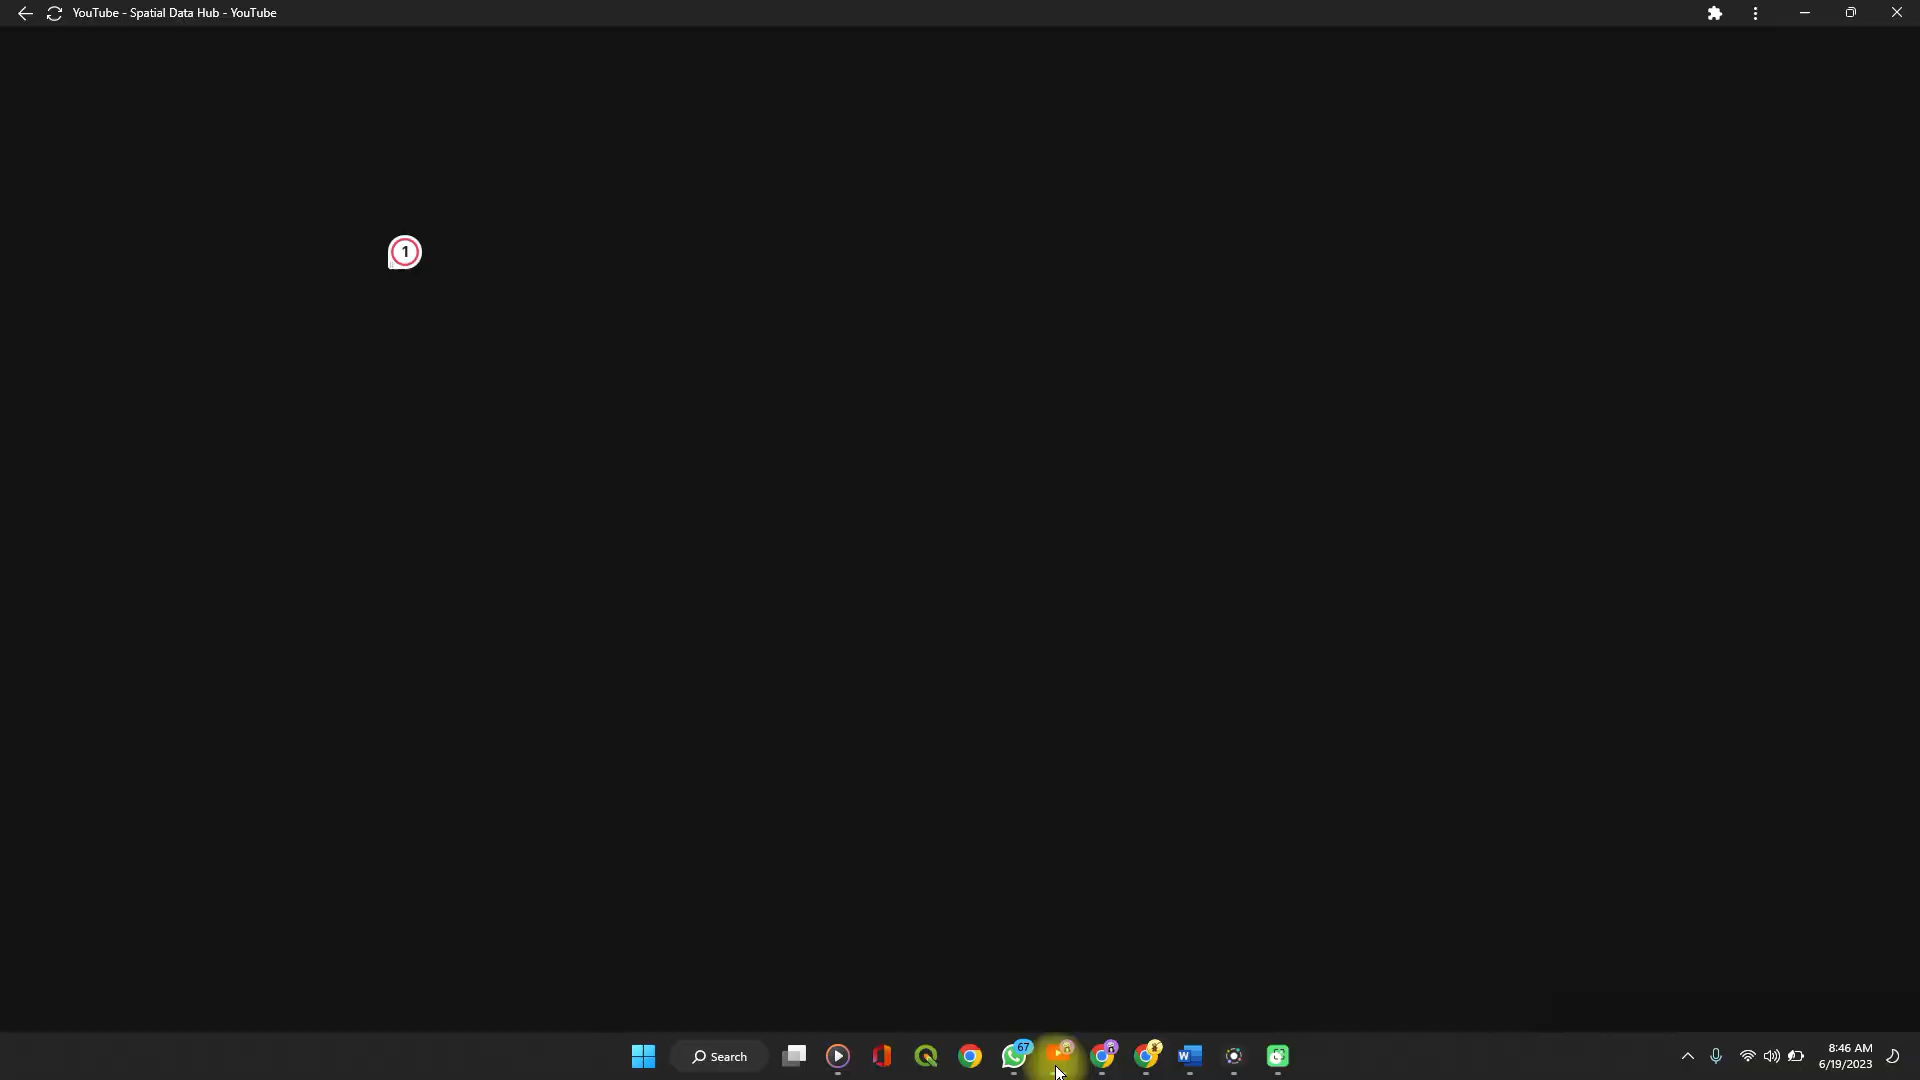 YouTube - Spatial Data Hub - YouTube
1
Search
67
8:46 AM
6/19/2023